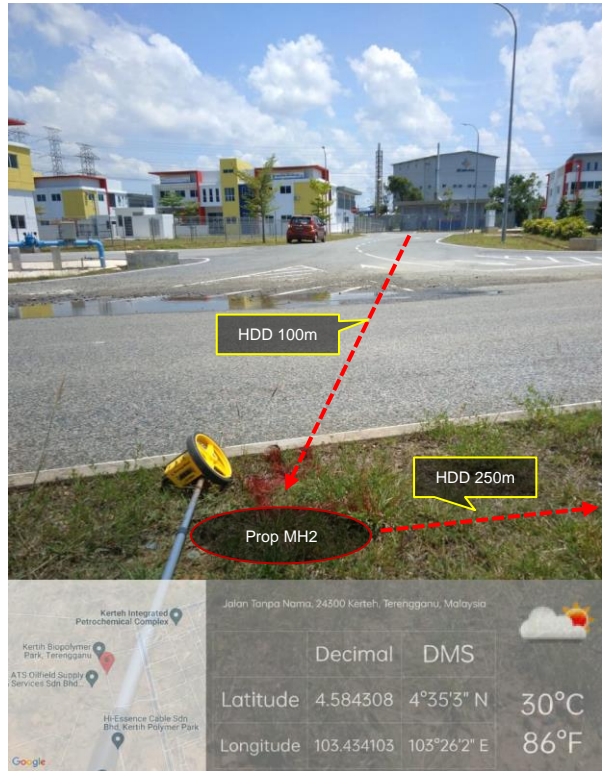 HDD 100m
HDD 250m
Prop MH2
Jalan Tanpa Nama, 24300 Kerteh, Terengganu, Malaysia
Kerteh Integrated
Petrochemical Complex
Kertih Biopolymer
Park, Terengganu
ATS Oilfield Supply
Services Sdn Bhd...
Hi-Essence Cable Sdn
Bhd, Kertih Polymer Park
Google
Decimal DMS
Latitude 4.584308 4°35'3" N
Longitude 103.434103 103°26'2" E
30°C
86°F